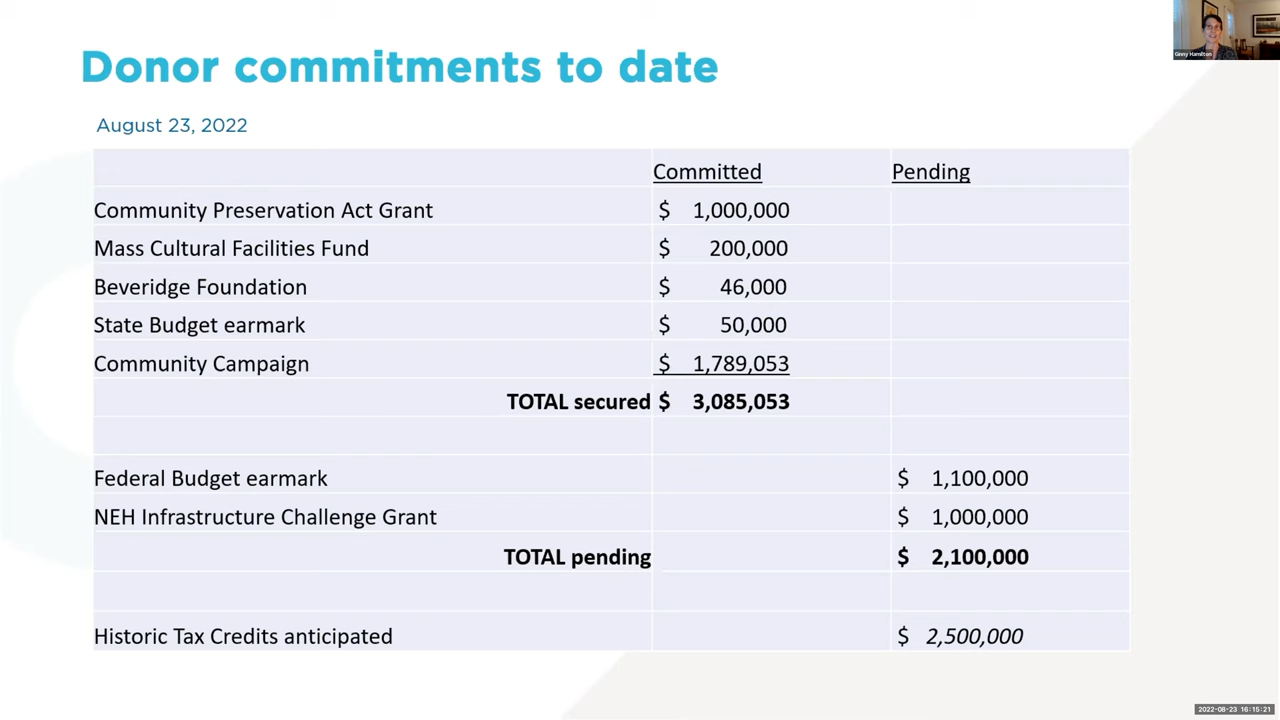 Donor commitments to date
Ginny Hamilton
August 23, 2022
Committed Pending
Community Preservation Act Grant $ 1,000,000
Mass Cultural Facilities Fund $ 200,000
Beveridge Foundation $ 46,000
State Budget earmark $ 50,000
Community Campaign $ 1,789,053
TOTAL secured $ 3,085,053
Federal Budget earmark $ 1,100,000
NEH Infrastructure Challenge Grant $ 1,000,000
TOTAL pending $ 2,100,000
Historic Tax Credits anticipated $ 2,500,000
2022-08-23 16:15:21